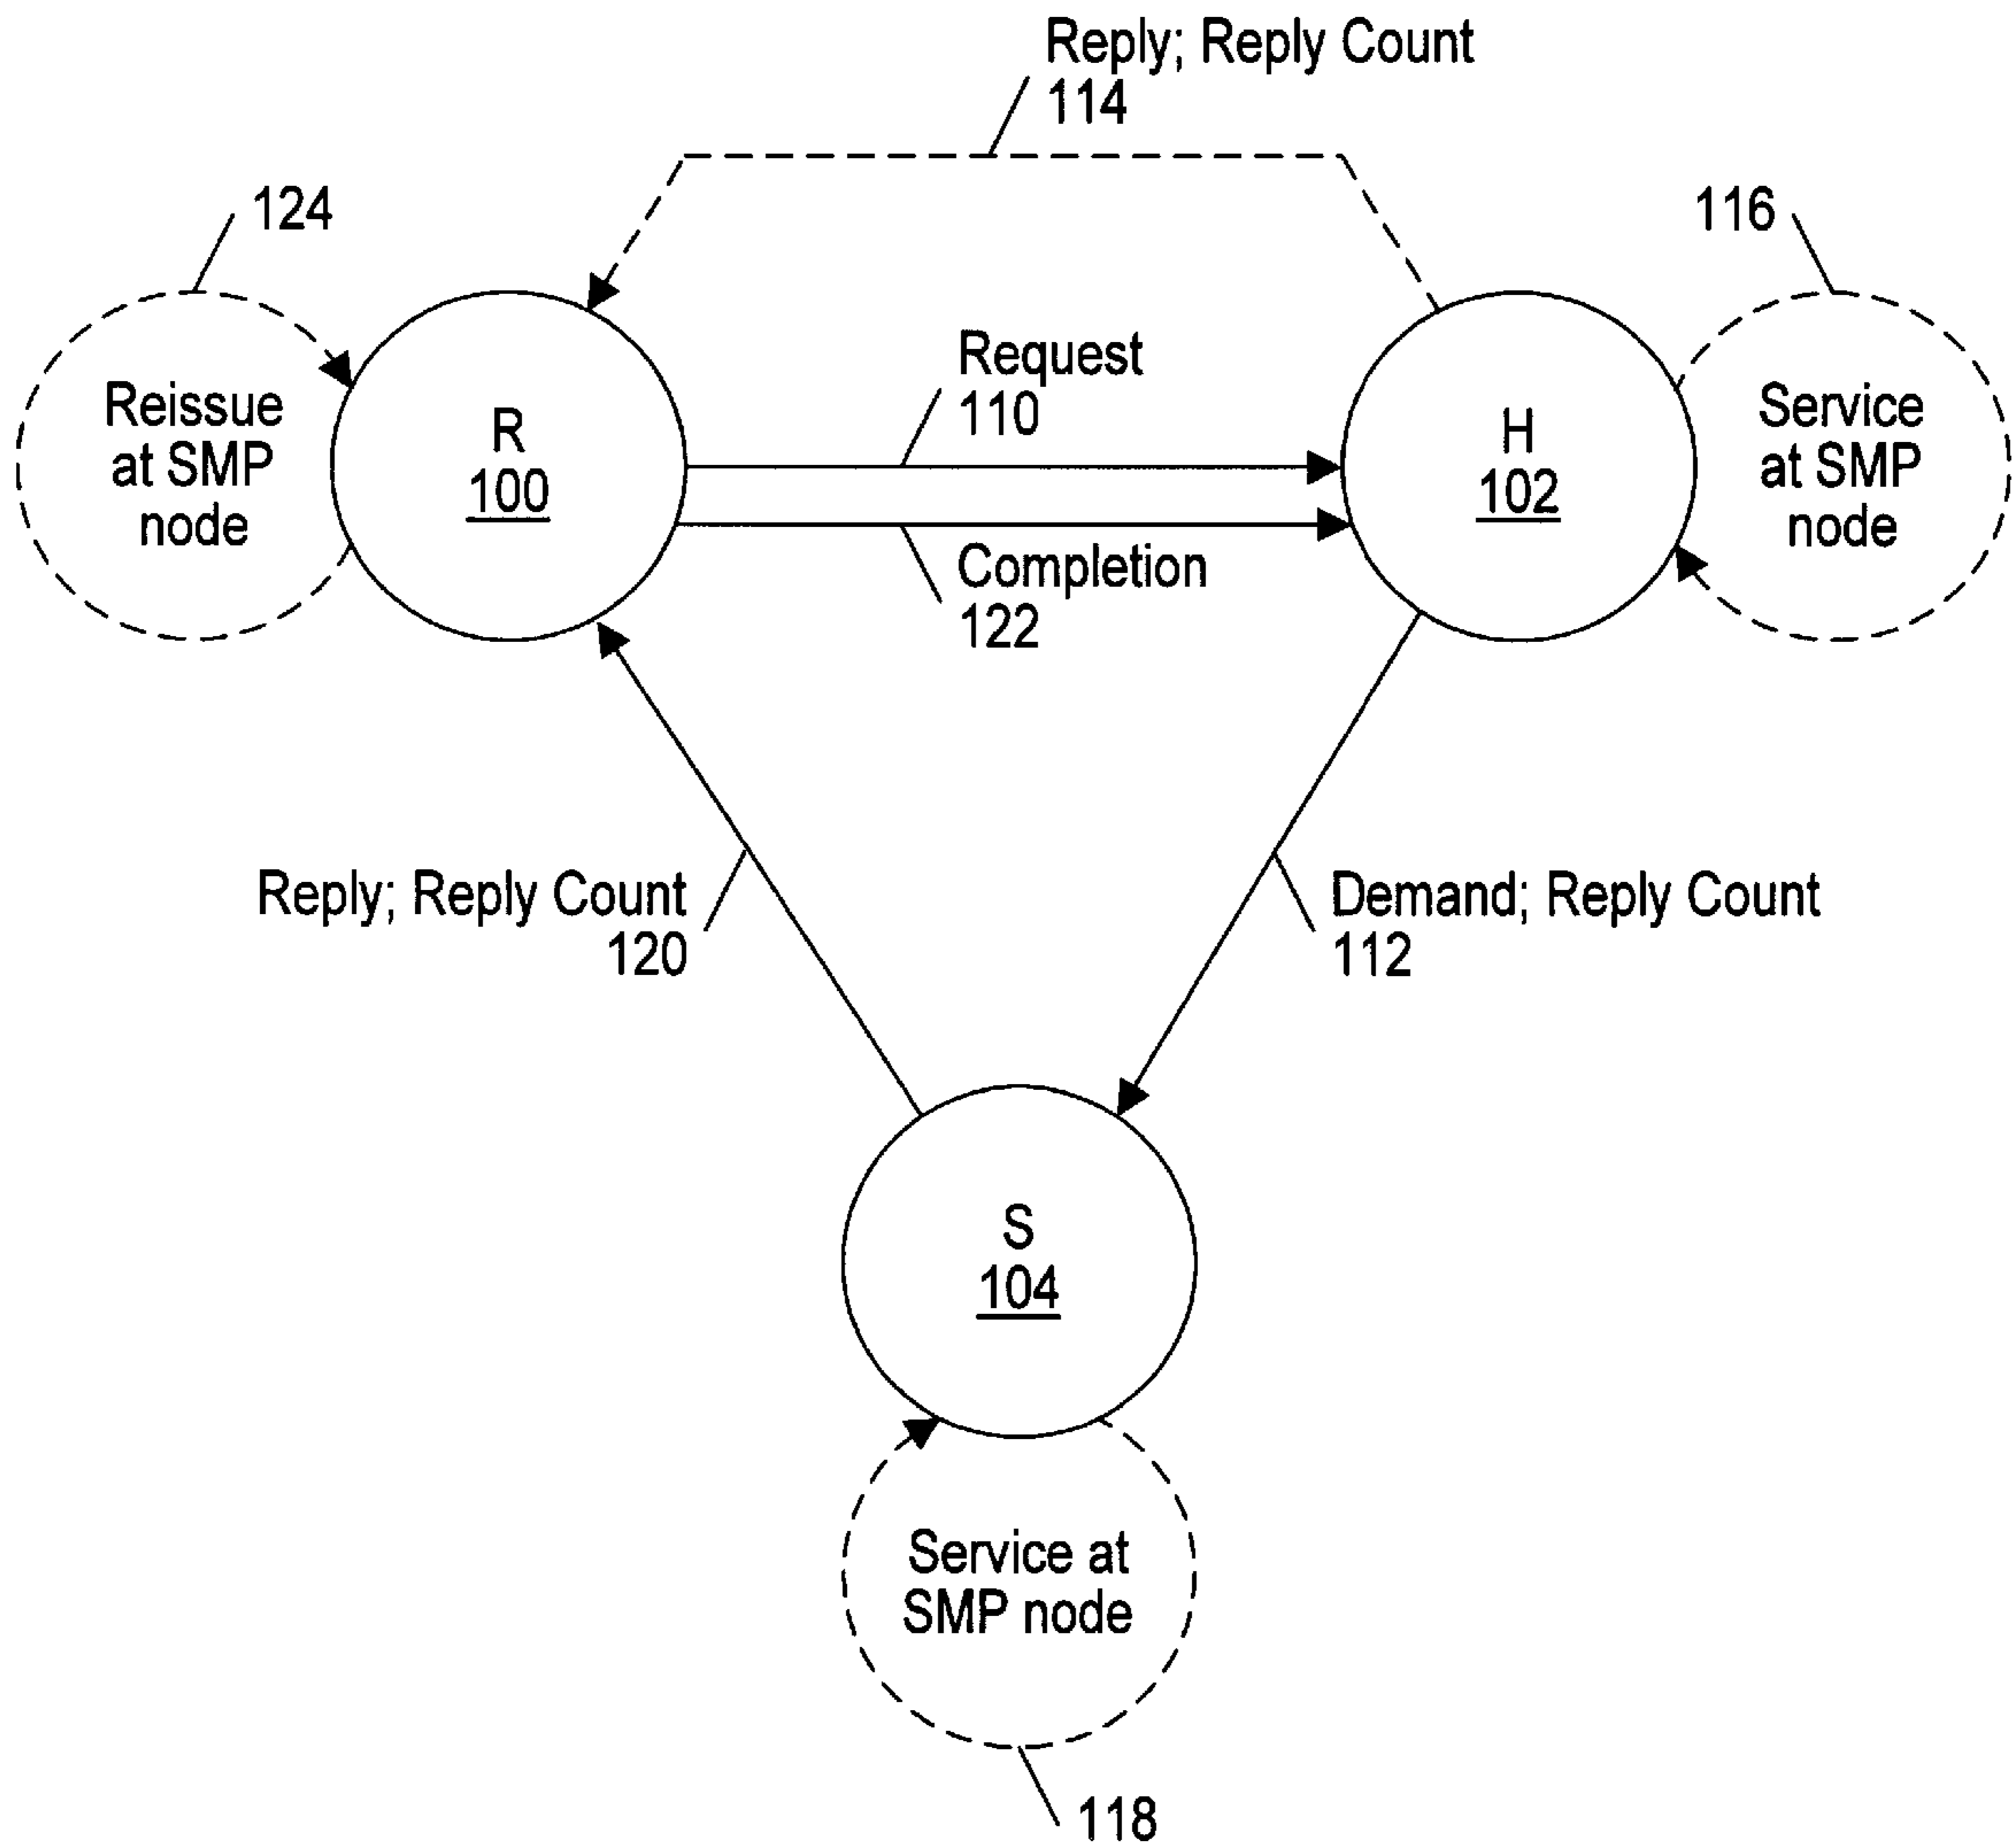 Reply; Reply Count
114
124
116
Request
110
Reissue
at SMP
node
R
100
H
102
Service
at SMP
node
Completion
122
Reply; Reply Count
120
Demand; Reply Count
112
S
104
Service at
SMP node
118